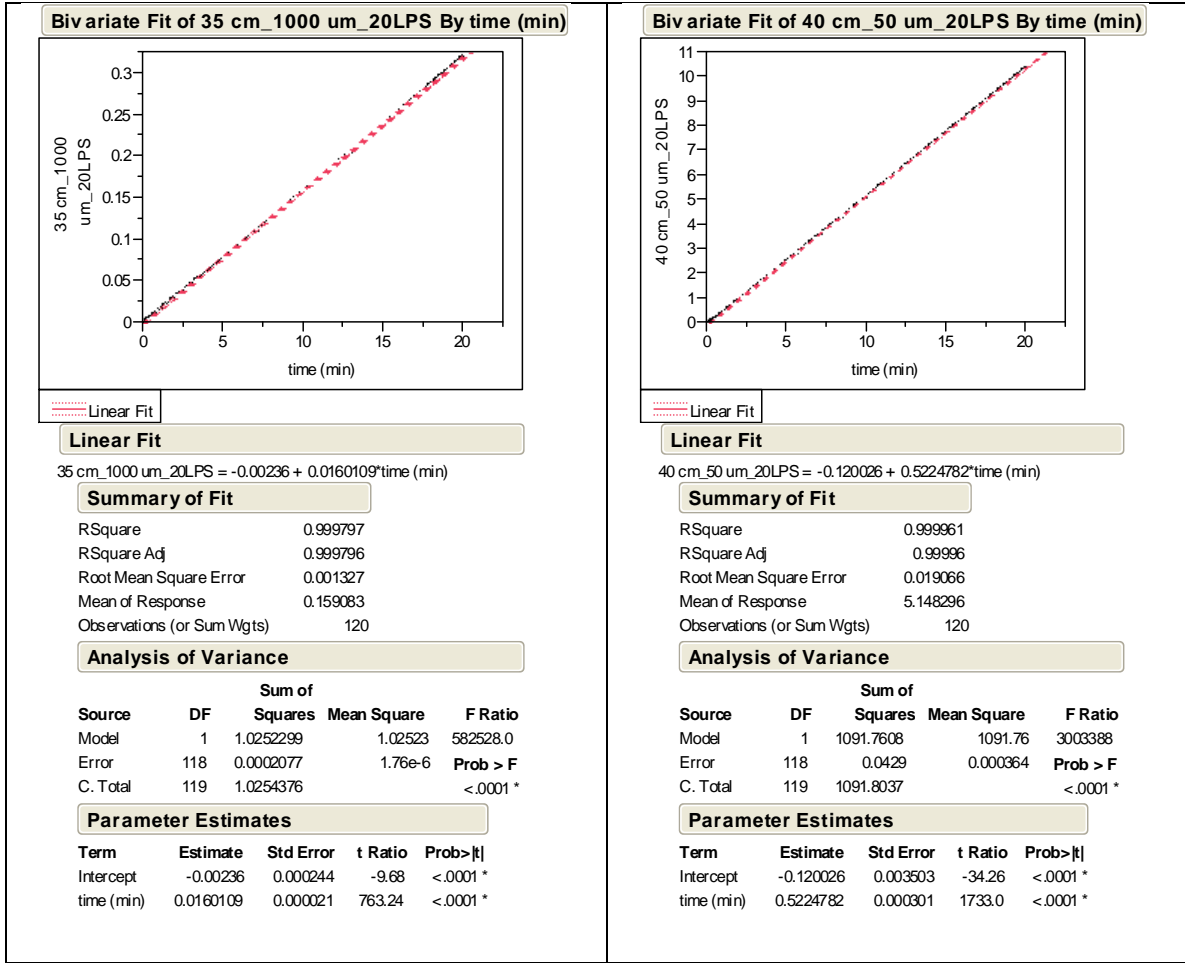 Bivariate Fit of 35 cm_1000 um_20LPS By time (min)
0.3
0.25
0.2
0.15
0.1
0.05
0
35 cm_1000
um_20LPS
0 5 10 15 20
time (min)
Linear Fit
Linear Fit
35 cm_1000 um_20LPS = -0.00236 + 0.0160109*time (min)
Summary of Fit
RSquare 0.999797
RSquare Adj 0.999796
Root Mean Square Error 0.001327
Mean of Response 0.159083
Observations (or Sum Wgts) 120
Analysis of Variance
Sum of
Source DF Squares Mean Square F Ratio
Model 1 1.0252299 1.02523 582528.0
Error 118 0.0002077 1.76e-6 Prob > F
C. Total 119 1.0254376 <.0001 *
Parameter Estimates
Term Estimate Std Error t Ratio Prob>|t|
Intercept -0.00236 0.000244 -9.68 <.0001 *
time (min) 0.0160109 0.000021 763.24 <.0001 *
Bivariate Fit of 40 cm_50 um_20LPS By time (min)
11
10
9
8
7
6
5
4
3
2
1
0
40 cm_50 um_20LPS
0 5 10 15 20
time (min)
Linear Fit
Linear Fit
40 cm_50 um_20LPS = -0.120026 + 0.5224782*time (min)
Summary of Fit
RSquare 0.999961
RSquare Adj 0.99996
Root Mean Square Error 0.019066
Mean of Response 5.148296
Observations (or Sum Wgts) 120
Analysis of Variance
Sum of
Source DF Squares Mean Square F Ratio
Model 1 1091.7608 1091.76 3003388
Error 118 0.0429 0.000364 Prob > F
C. Total 119 1091.8037 <.0001 *
Parameter Estimates
Term Estimate Std Error t Ratio Prob>|t|
Intercept -0.120026 0.003503 -34.26 <.0001 *
time (min) 0.5224782 0.000301 1733.0 <.0001 *